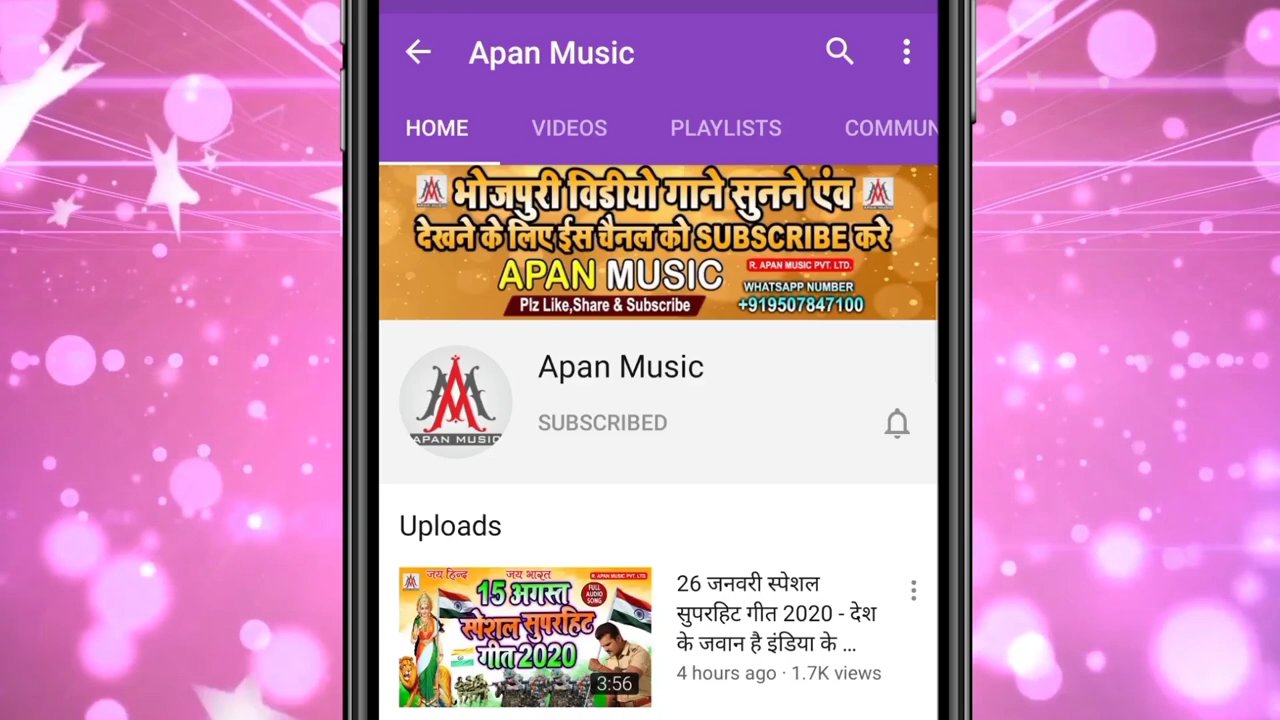 Apan Music
HOME VIDEOS PLAYLISTS COMMUN
भोजपुरी विडीयो गाने सुनने एंव
देखने के लिए ईस चैनल को SUBSCRIBE करे
APAN MUSIC
R. APAN MUSIC PVT. LTD.
WHATSAPP NUMBER
Plz Like,Share & Subscribe
+919507847100
Apan Music
APAN MUSIC
SUBSCRIBED
Uploads
जय हिन्द जय भारत
R. APAN MUSIC PVT. LTD.
15 अगस्त
FULL
AUDIO
SONG
स्पेशल सुपरहिट
गीत 2020
3:56
26 जनवरी स्पेशल
सुपरहिट गीत 2020 - देश
के जवान है इंडिया के ...
4 hours ago · 1.7K views